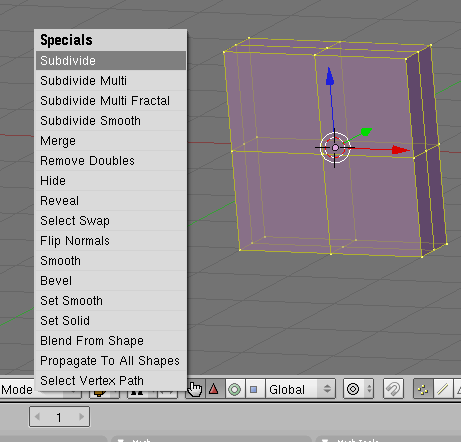 Specials
Subdivide
Subdivide Multi
Subdivide Multi Fractal
Subdivide Smooth
Merge
Remove Doubles
Hide
Reveal
Select Swap
Flip Normals
Smooth
Bevel
Set Smooth
Set Solid
Blend From Shape
Propagate To All Shapes
Select Vertex Path
Mode
Global
1